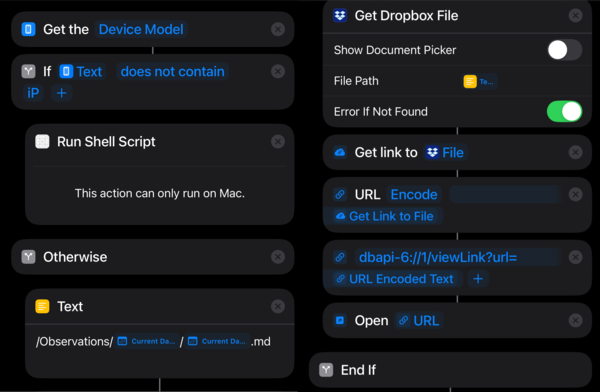 Get the Device Model
If Text does not contain
iP +
Run Shell Script
This action can only run on Mac.
Otherwise
Text
/Observations/ Current Da... / Current Da... .md
Get Dropbox File
Show Document Picker
File Path Te...
Error If Not Found
Get link to File
URL Encode
Get Link to File
dbapi-6://1/viewLink?url=
URL Encoded Text +
Open URL
End If